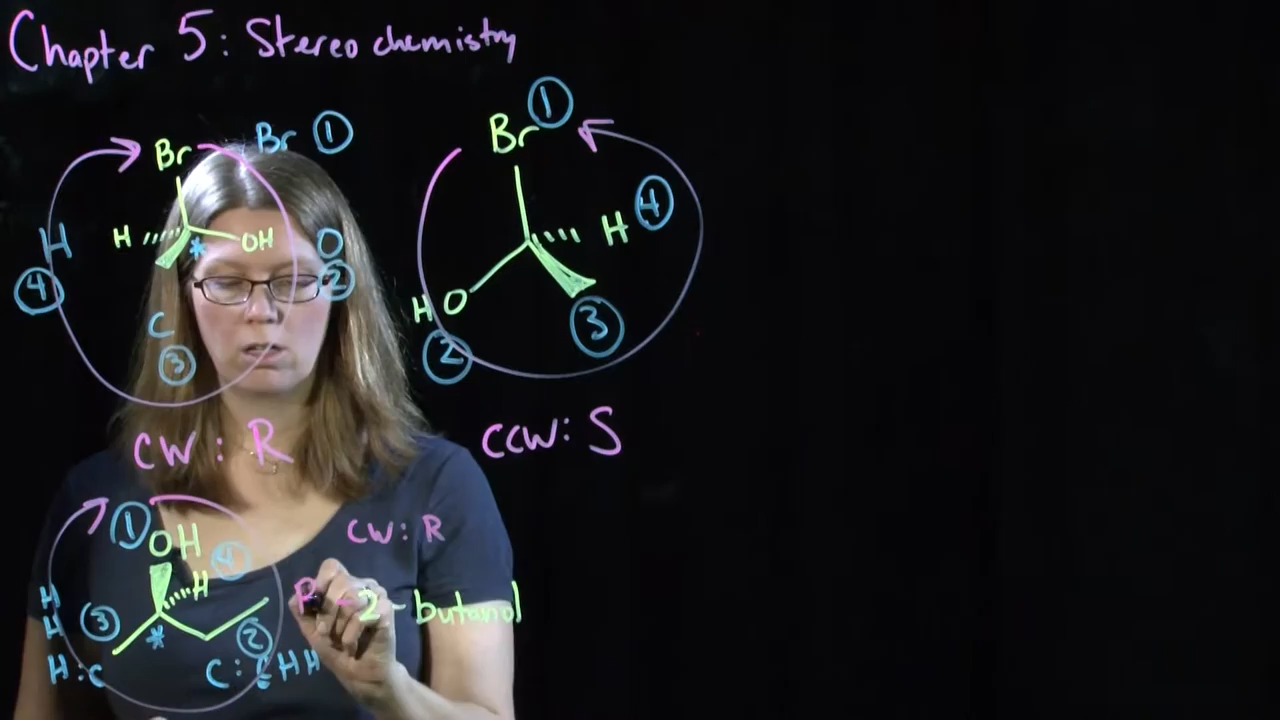 Chapter 5: Stereochemistry
Br Br 1
H H OH O
4 2
C
3
CW: R
Br 1
H 4
HO
2 3
CCW: S
1
OH 4
H
H
H 3
H:C 2
C:CHH
CW: R
R-2-butanol